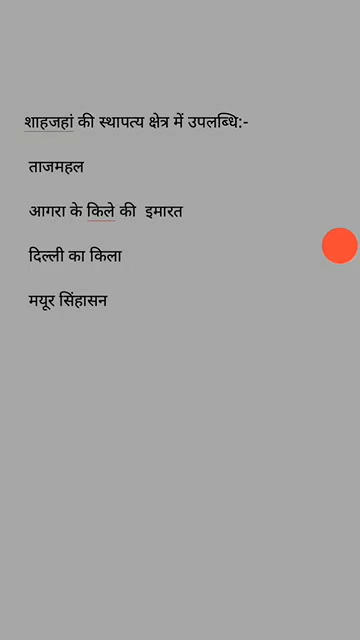 शाहजहां की स्थापत्य क्षेत्र में उपलब्धि:-
ताजमहल
आगरा के किले की इमारत
दिल्ली का किला
मयूर सिंहासन